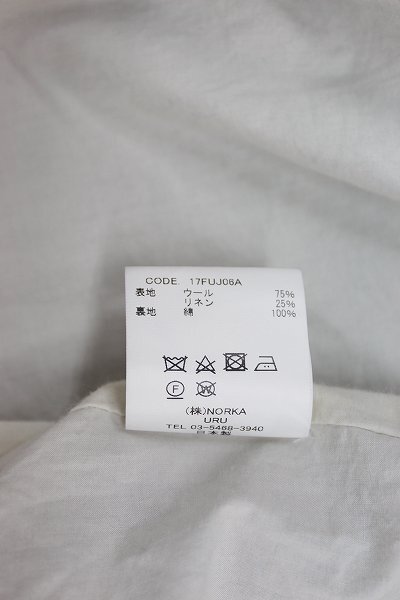 CODE. 17FUJ06A
表地 ウール 75%
リネン 25%
裏地 綿 100%
F W
(株)NORKA
URU
TEL 03-5468-3940
日本製